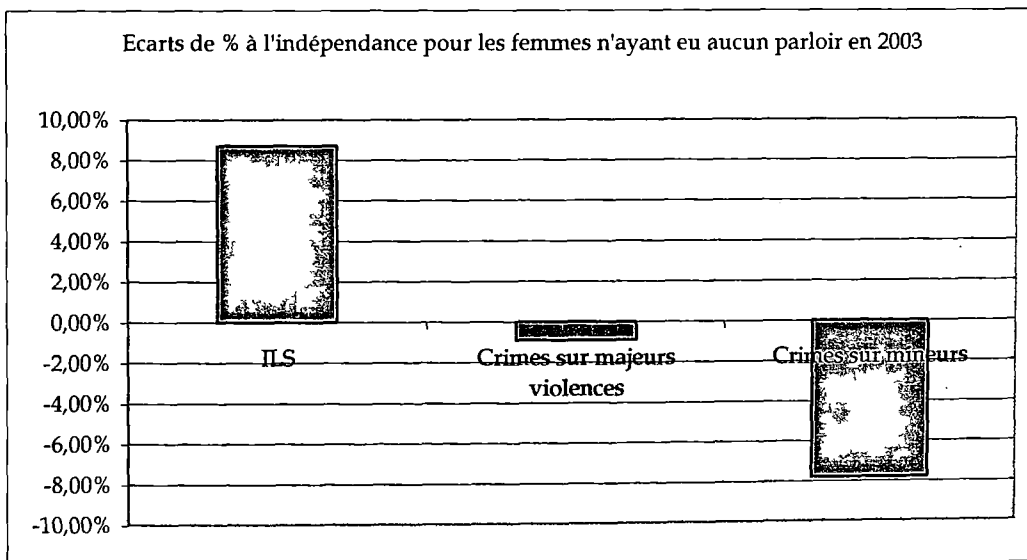 Ecarts de % à l'indépendance pour les femmes n'ayant eu aucun parloir en 2003
10,00%
8,00%
6,00%
4,00%
2,00%
0,00%
-2,00%
-4,00%
-6,00%
-8,00%
-10,00%
ILS
Crimes sur majeurs
violences
Crimes sur mineurs